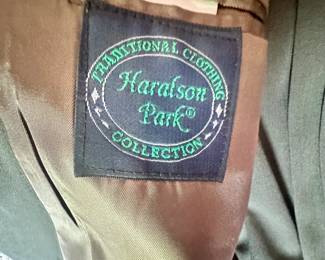 TRADITIONAL CLOTHING
Haralson
Park®
COLLECTION